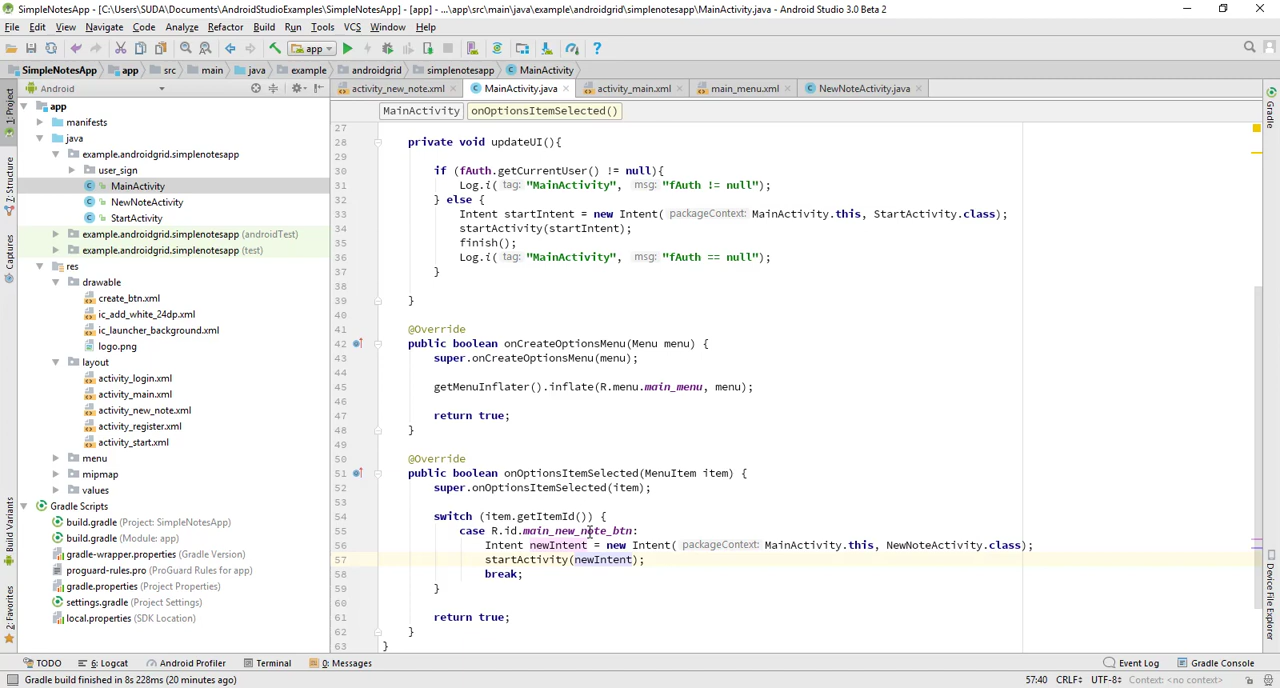 SimpleNotesApp - [C:\Users\SUDA\Documents\AndroidStudioExamples\SimpleNotesApp] - [app] - ...\app\src\main\java\example\androidgrid\simplenotesapp\MainActivity.java - Android Studio 3.0 Beta 2
File Edit View Navigate Code Analyze Refactor Build Run Tools VCS Window Help
app
SimpleNotesApp app src main java example androidgrid simplenotesapp MainActivity
Android activity_new_note.xml MainActivity.java activity_main.xml main_menu.xml NewNoteActivity.java
MainActivity onOptionsItemSelected()
1: Project
7: Structure
Captures
Build Variants
2: Favorites
app
manifests
java
example.androidgrid.simplenotesapp
user_sign
MainActivity
NewNoteActivity
StartActivity
example.androidgrid.simplenotesapp (androidTest)
example.androidgrid.simplenotesapp (test)
res
drawable
create_btn.xml
ic_add_white_24dp.xml
ic_launcher_background.xml
logo.png
layout
activity_login.xml
activity_main.xml
activity_new_note.xml
activity_register.xml
activity_start.xml
menu
mipmap
values
Gradle Scripts
build.gradle (Project: SimpleNotesApp)
build.gradle (Module: app)
gradle-wrapper.properties (Gradle Version)
proguard-rules.pro (ProGuard Rules for app)
gradle.properties (Project Properties)
settings.gradle (Project Settings)
local.properties (SDK Location)
27
28 private void updateUI(){
29
30 if (fAuth.getCurrentUser() != null){
31 Log.i( tag: "MainActivity", msg: "fAuth != null");
32 } else {
33 Intent startIntent = new Intent( packageContext: MainActivity.this, StartActivity.class);
34 startActivity(startIntent);
35 finish();
36 Log.i( tag: "MainActivity", msg: "fAuth == null");
37 }
38
39 }
40
41 @Override
42 public boolean onCreateOptionsMenu(Menu menu) {
43 super.onCreateOptionsMenu(menu);
44
45 getMenuInflater().inflate(R.menu.main_menu, menu);
46
47 return true;
48 }
49
50 @Override
51 public boolean onOptionsItemSelected(MenuItem item) {
52 super.onOptionsItemSelected(item);
53
54 switch (item.getItemId()) {
55 case R.id.main_new_note_btn:
56 Intent newIntent = new Intent( packageContext: MainActivity.this, NewNoteActivity.class);
57 startActivity(newIntent);
58 break;
59 }
60
61 return true;
62 }
63 }
Gradle
Device File Explorer
TODO 6: Logcat Android Profiler Terminal 0: Messages Event Log Gradle Console
Gradle build finished in 8s 228ms (20 minutes ago) 57:40 CRLF UTF-8 Context: <no context>